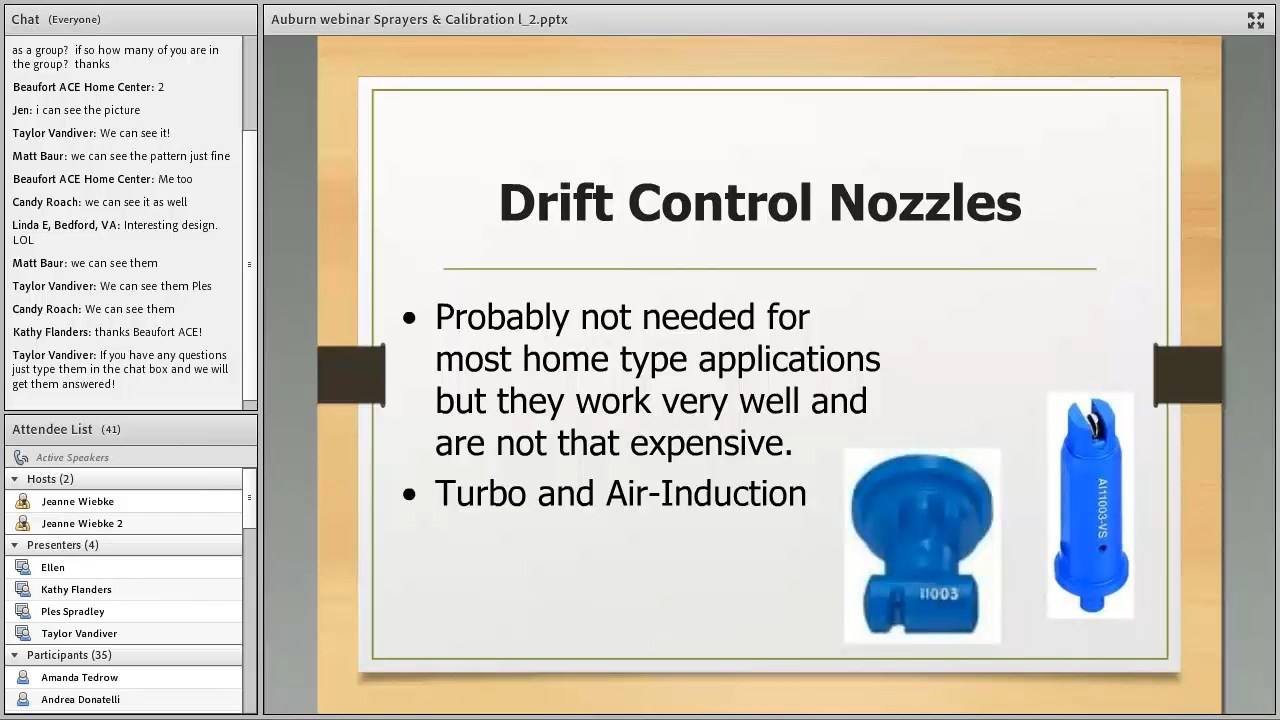 Chat (Everyone)
as a group? if so how many of you are in
the group? thanks
Beaufort ACE Home Center: 2
Jen: i can see the picture
Taylor Vandiver: We can see it!
Matt Baur: we can see the pattern just fine
Beaufort ACE Home Center: Me too
Candy Roach: we can see it as well
Linda E, Bedford, VA: Interesting design.
LOL
Matt Baur: we can see them
Taylor Vandiver: We can see them Ples
Candy Roach: We can see them
Kathy Flanders: thanks Beaufort ACE!
Taylor Vandiver: If you have any questions
just type them in the chat box and we will
get them answered!
Attendee List (41)
Active Speakers
Hosts (2)
Jeanne Wiebke
Jeanne Wiebke 2
Presenters (4)
Ellen
Kathy Flanders
Ples Spradley
Taylor Vandiver
Participants (35)
Amanda Tedrow
Andrea Donatelli
Auburn webinar Sprayers & Calibration l_2.pptx
Drift Control Nozzles
• Probably not needed for
most home type applications
but they work very well and
are not that expensive.
• Turbo and Air-Induction
11003
AI11003-VS